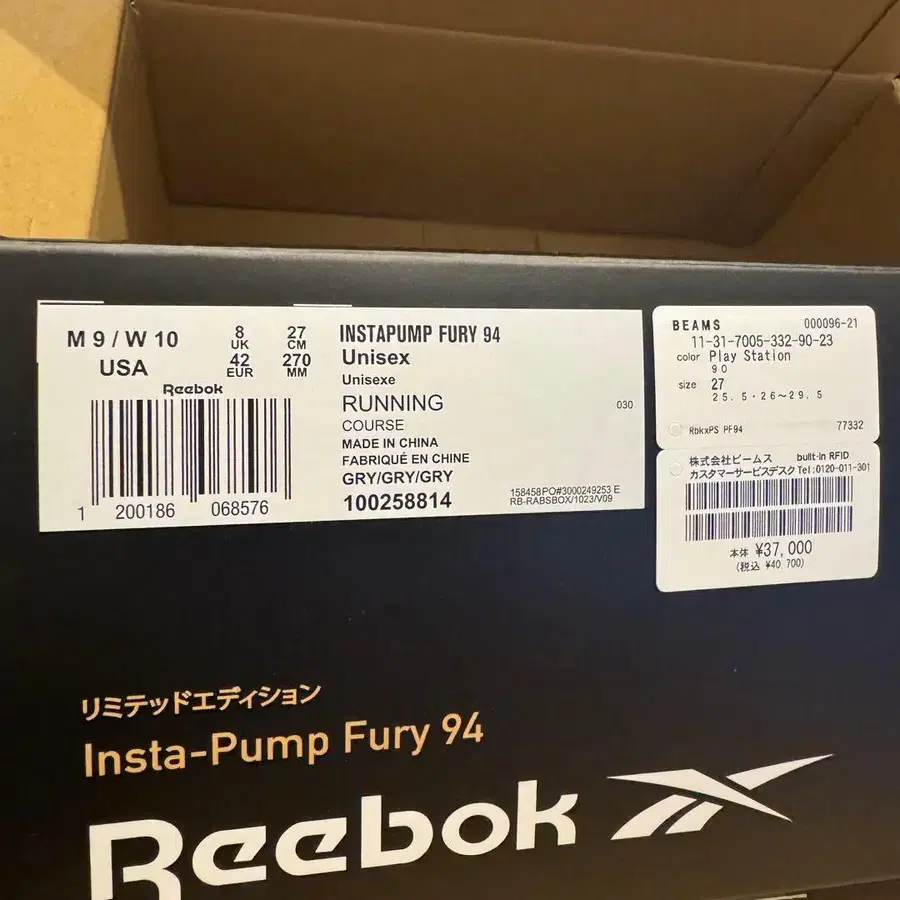 M 9 / W 10
USA
8
UK
42
EUR
27
CM
270
MM
Reebok
1 200186 068576
INSTAPUMP FURY 94
Unisex
Unisexe
RUNNING
COURSE
MADE IN CHINA
FABRIQUÉ EN CHINE
GRY/GRY/GRY
100258814
030
158458PO#3000249253 E
RB-RABSBOX/1023/V09
BEAMS 000096-21
11-31-7005-332-90-23
color Play Station
90
size 27
25.5・26～29.5
RbkxPS PF94 77332
株式会社ビームス built-in RFID
カスタマーサービスデスク Tel:0120-011-301
本体 ¥37,000
(税込 ¥40,700)
リミテッドエディション
Insta-Pump Fury 94
Reebok